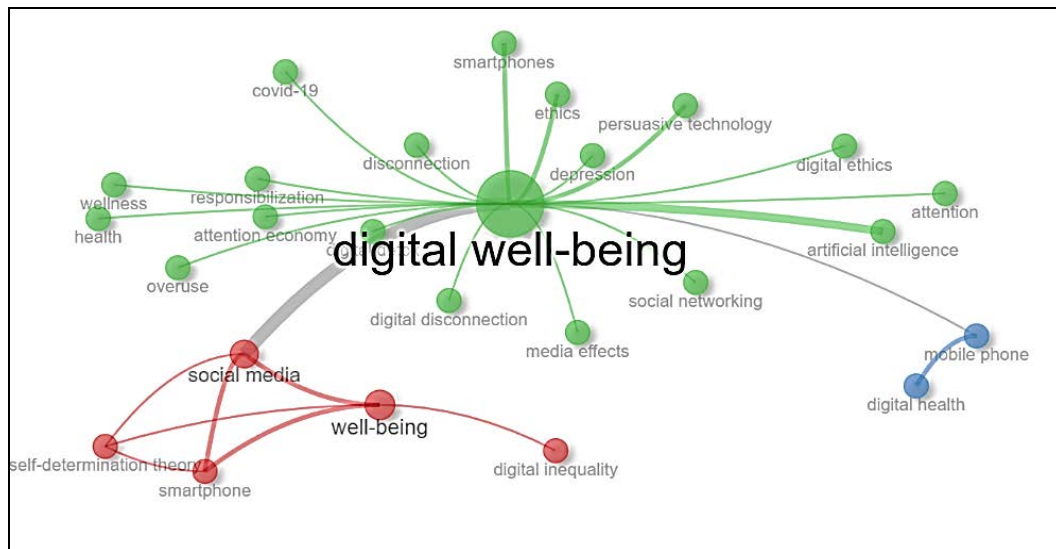 smartphones
covid-19
ethics
persuasive technology
disconnection
depression
digital ethics
wellness
responsibilization
attention
health
attention economy
digital detox
digital well-being
artificial intelligence
overuse
social networking
digital disconnection
media effects
mobile phone
social media
digital health
well-being
self-determination theory
digital inequality
smartphone